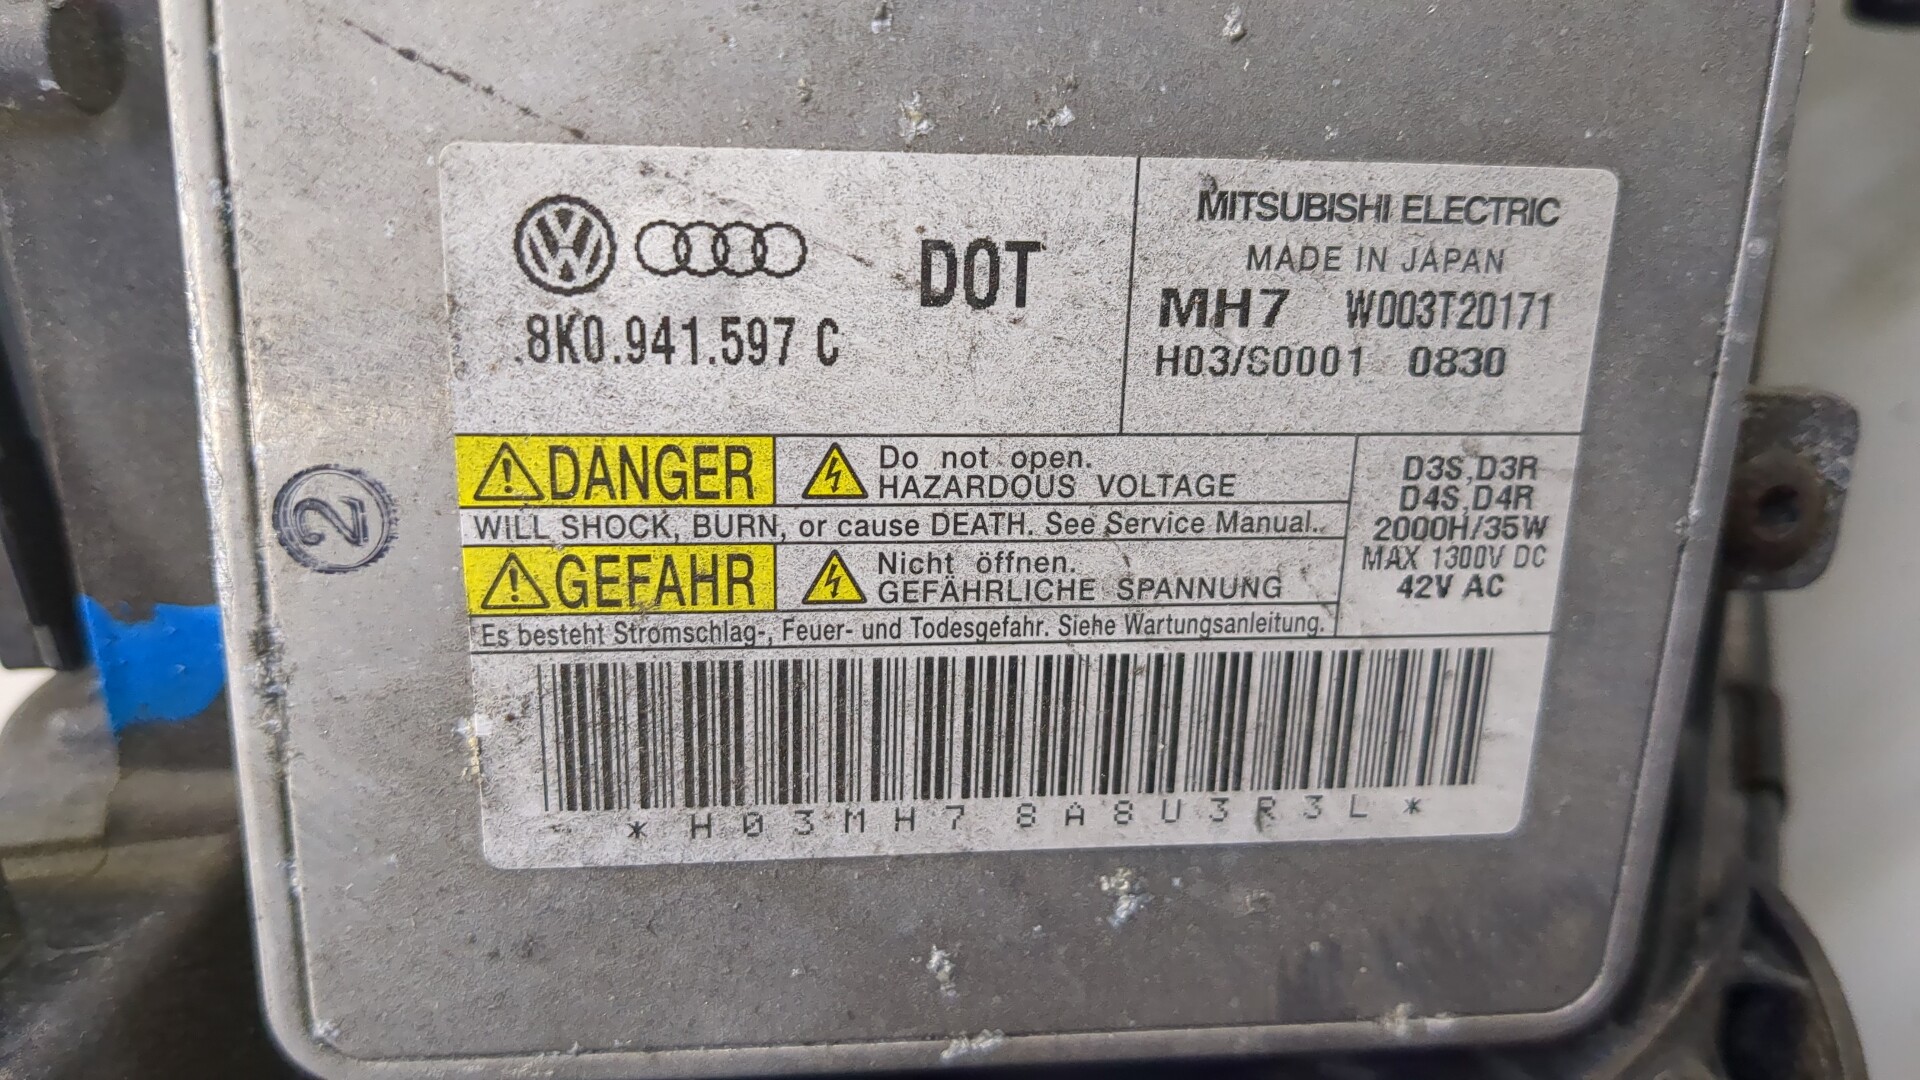 VW
8K0.941.597 C
DOT
MITSUBISHI ELECTRIC
MADE IN JAPAN
MH7 W003T20171
H03/S0001 0830
DANGER
Do not open.
HAZARDOUS VOLTAGE
WILL SHOCK, BURN, or cause DEATH. See Service Manual.
GEFAHR
Nicht öffnen.
GEFÄHRLICHE SPANNUNG
Es besteht Stromschlag-, Feuer- und Todesgefahr. Siehe Wartungsanleitung.
D3S,D3R
D4S,D4R
2000H/35W
MAX 1300V DC
42V AC
*H03MH78A8U3R3L*
2